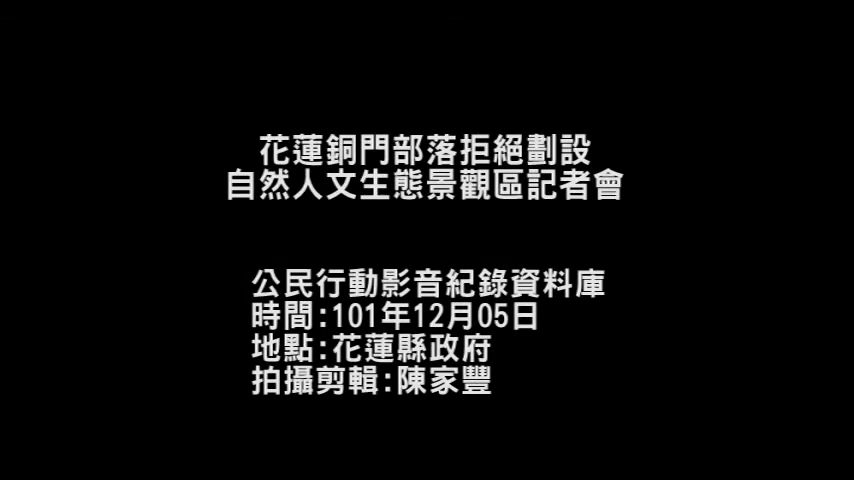 花蓮銅門部落拒絕劃設
自然人文生態景觀區記者會
公民行動影音紀錄資料庫
時間:101年12月05日
地點:花蓮縣政府
拍攝剪輯:陳家豐